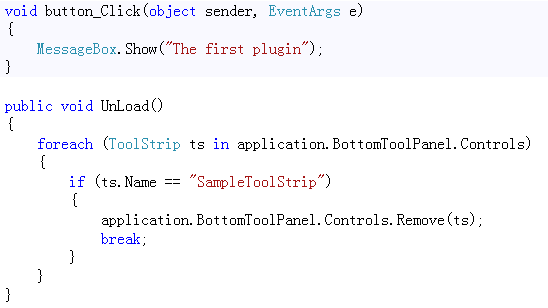 void button_Click(object sender, EventArgs e)
{
    MessageBox.Show("The first plugin");
}

public void UnLoad()
{
    foreach (ToolStrip ts in application.BottomToolPanel.Controls)
    {
        if (ts.Name == "SampleToolStrip")
        {
            application.BottomToolPanel.Controls.Remove(ts);
            break;
        }
    }
}